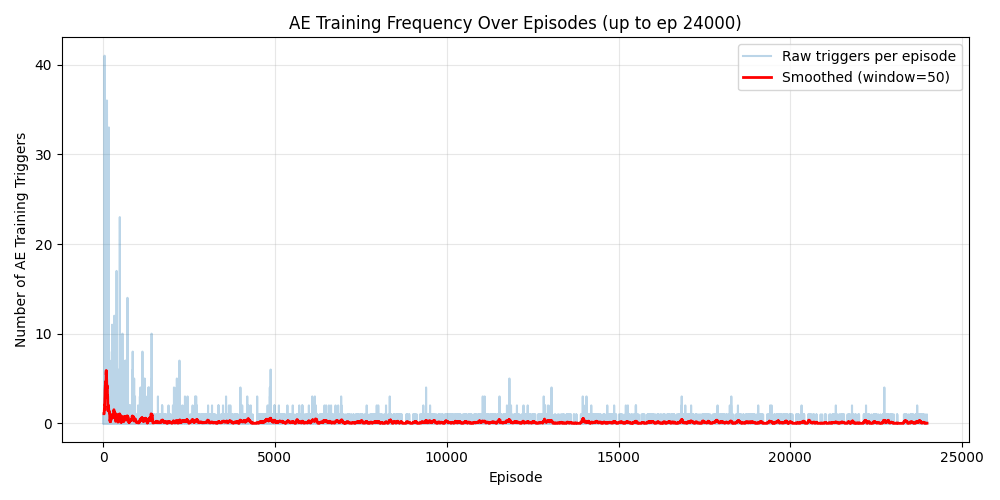 AE Training Frequency Over Episodes (up to ep 24000)
Raw triggers per episode
Smoothed (window=50)
Number of AE Training Triggers
40
30
20
10
0
0 5000 10000 15000 20000 25000
Episode